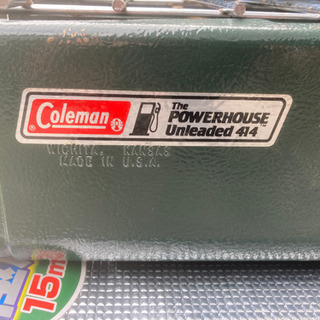 Coleman
The
POWERHOUSE
Unleaded 414
WICHITA, KANSAS
MADE IN U.S.A.
15m